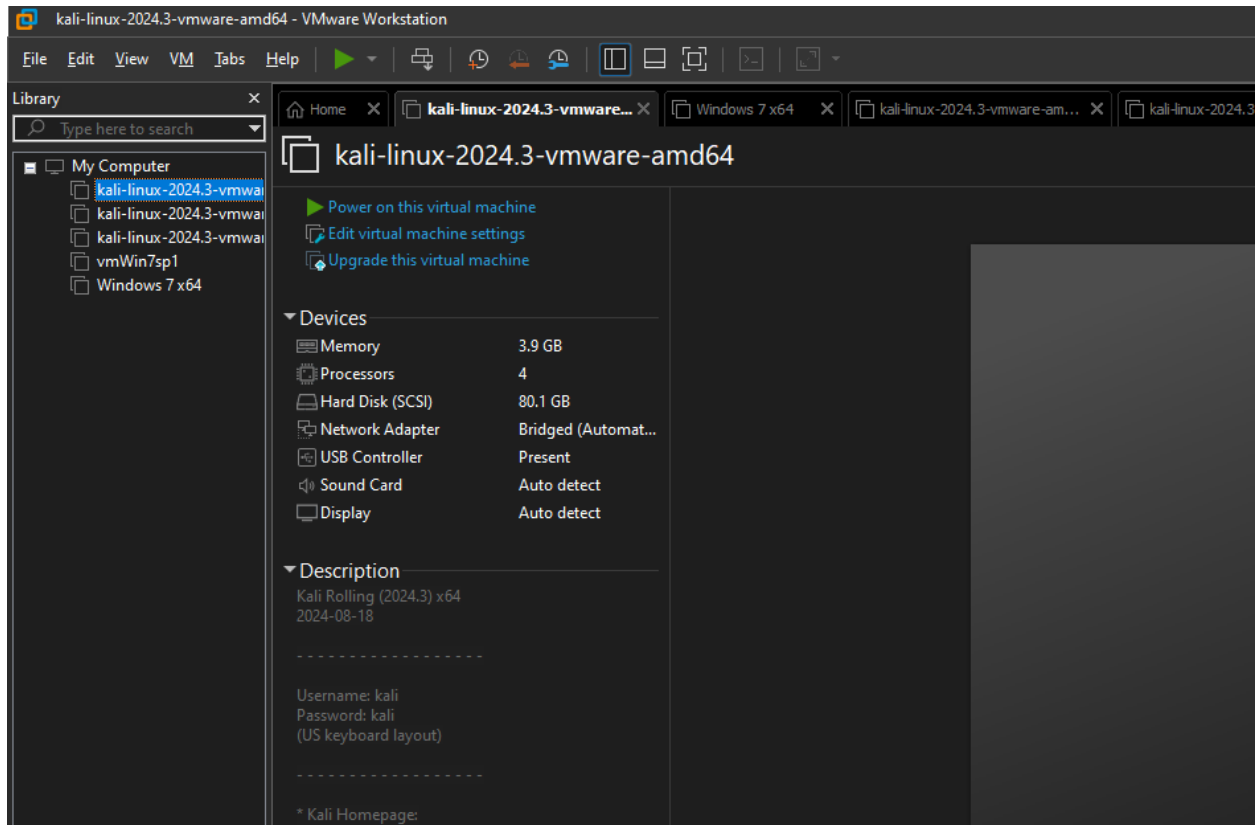 kali-linux-2024.3-vmware-amd64 - VMware Workstation
File Edit View VM Tabs Help
Library
Type here to search
My Computer
kali-linux-2024.3-vmwa
kali-linux-2024.3-vmwa
kali-linux-2024.3-vmwa
vmWin7sp1
Windows 7 x64
Home
kali-linux-2024.3-vmware...
Windows 7 x64
kali-linux-2024.3-vmware-am...
kali-linux-2024.3
kali-linux-2024.3-vmware-amd64
Power on this virtual machine
Edit virtual machine settings
Upgrade this virtual machine
Devices
Memory 3.9 GB
Processors 4
Hard Disk (SCSI) 80.1 GB
Network Adapter Bridged (Automat...
USB Controller Present
Sound Card Auto detect
Display Auto detect
Description
Kali Rolling (2024.3) x64
2024-08-18
- - - - - - - - - - - - - - - - - -
Username: kali
Password: kali
(US keyboard layout)
- - - - - - - - - - - - - - - - - -
* Kali Homepage: